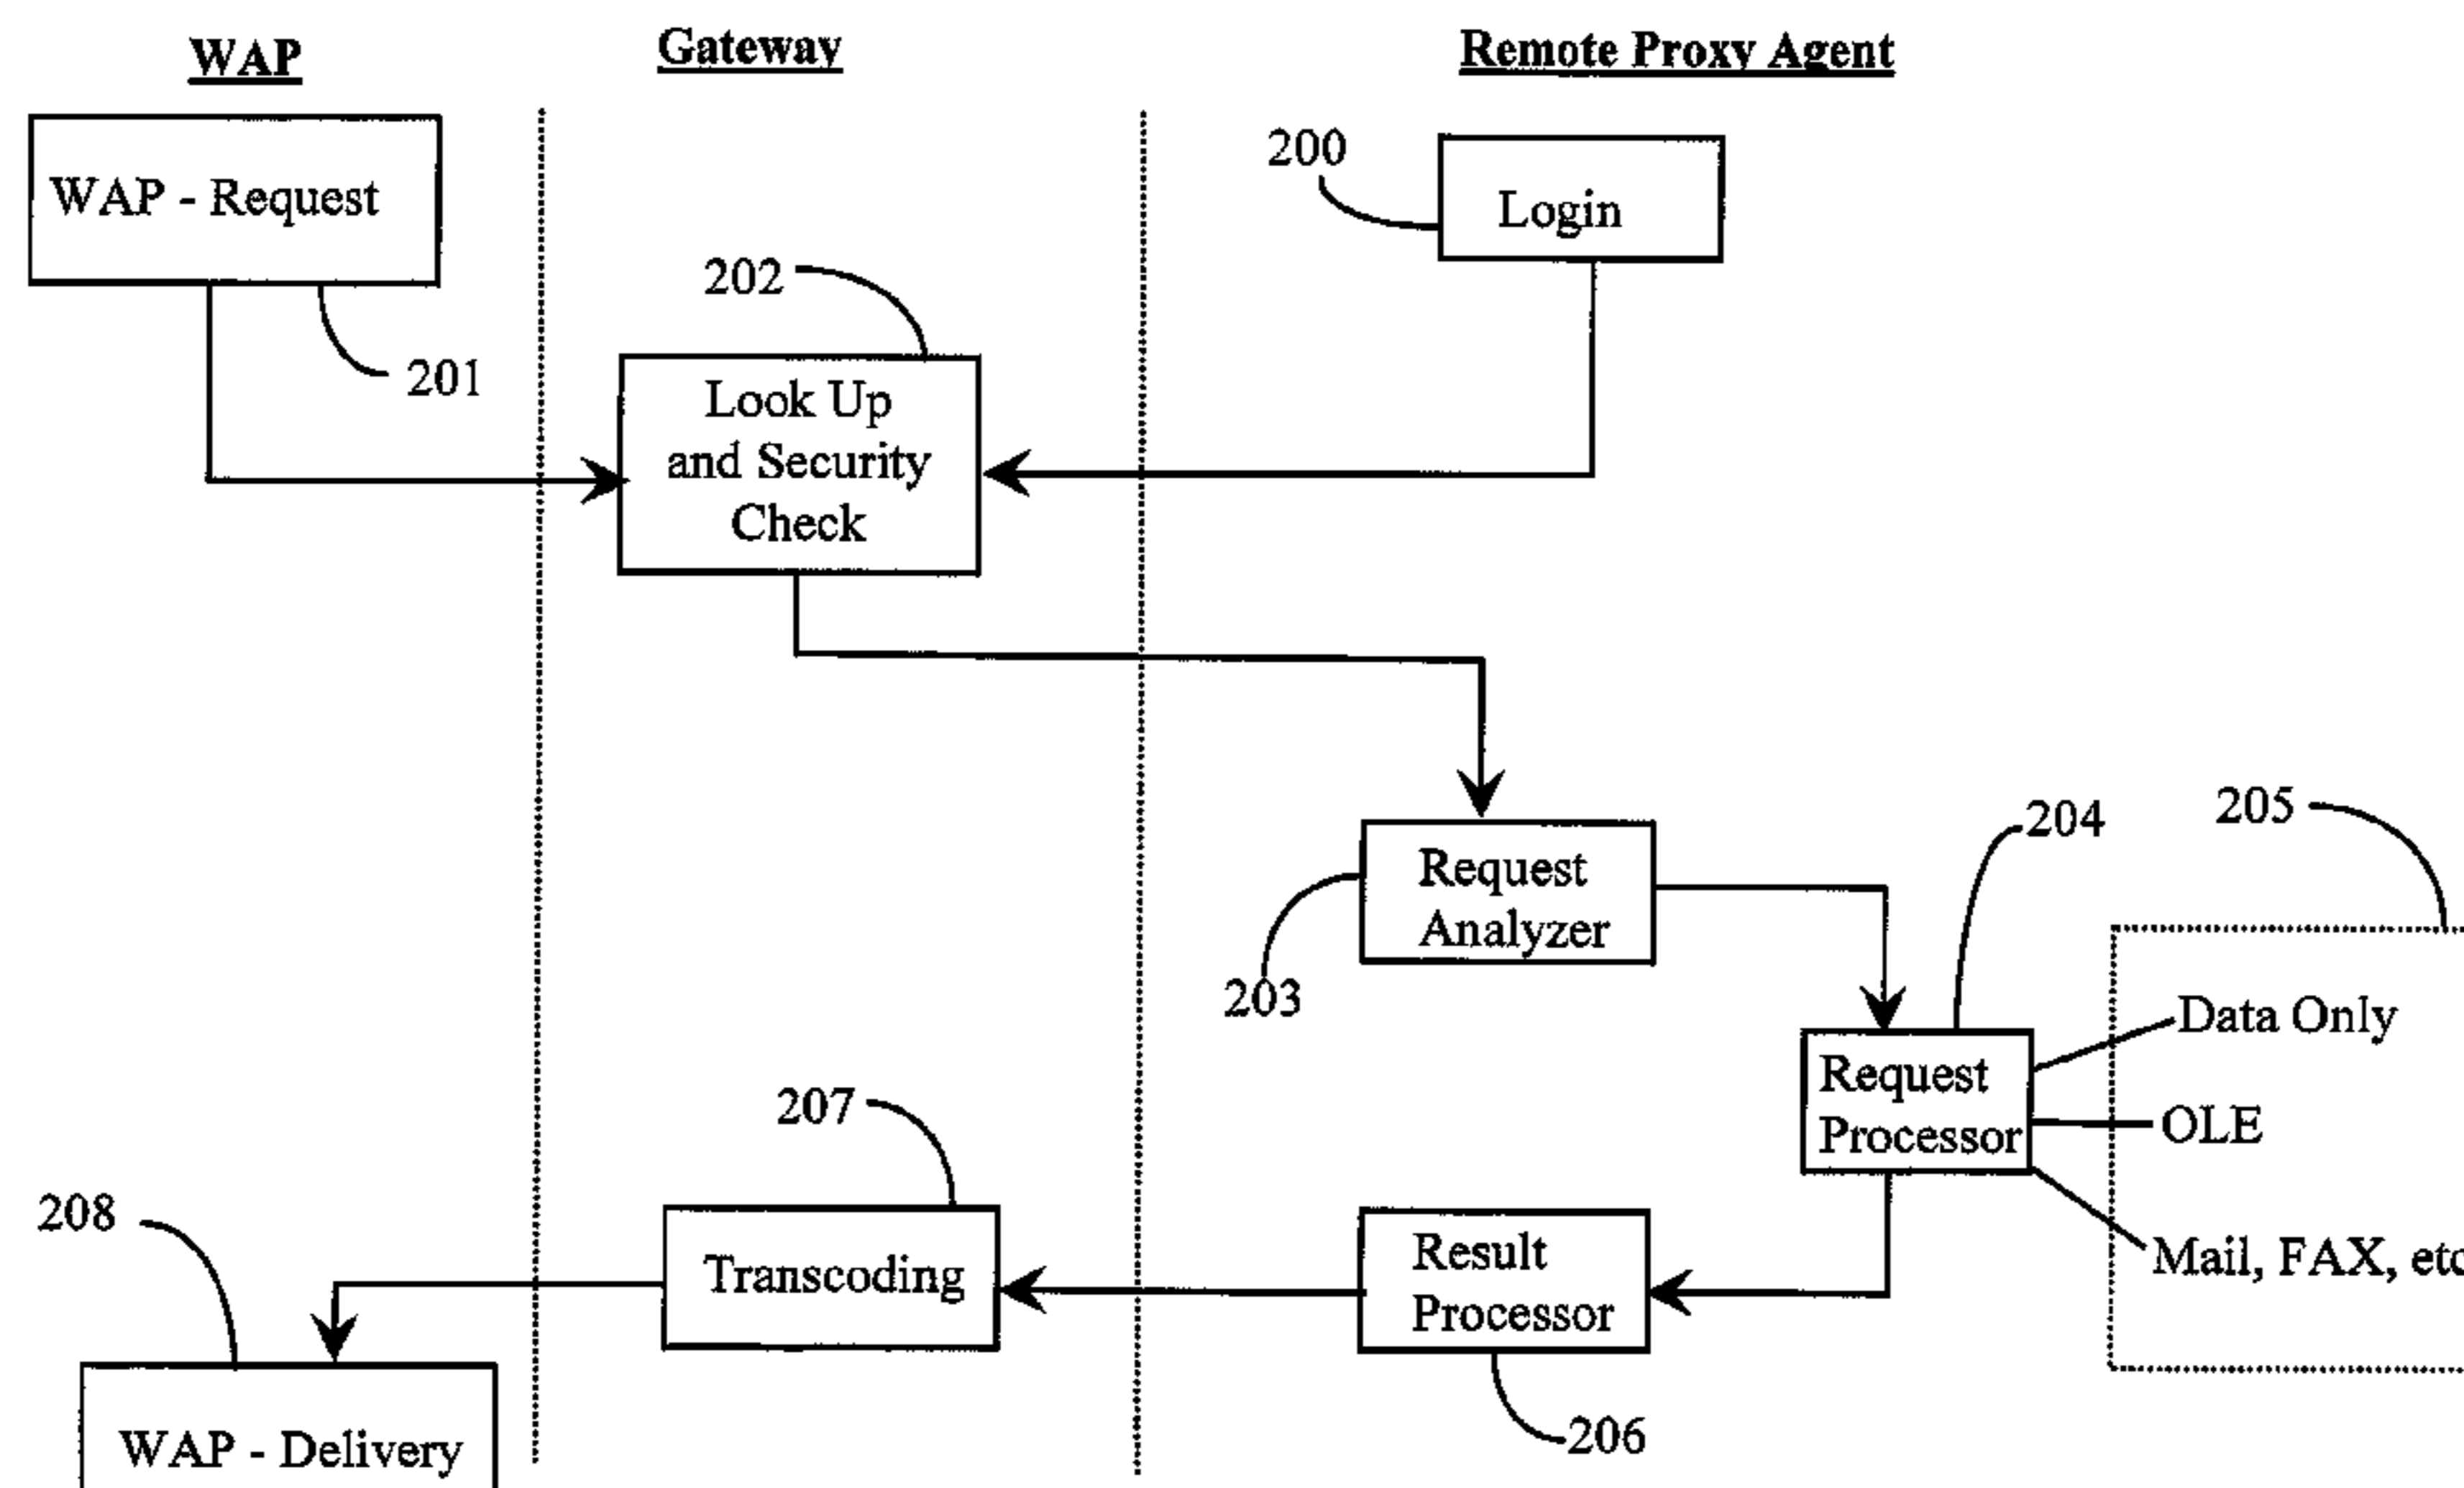 WAP
Gateway
Remote Proxy Agent
WAP - Request
200
Login
202
201
Look Up
and Security
Check
204
205
Request
Analyzer
203
Data Only
Request
Processor
OLE
207
208
Transcoding
Result
Processor
Mail, FAX, etc
206
WAP - Delivery